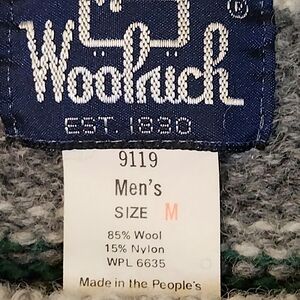 ®
Woolrich
EST. 1830
9119
Men's
SIZE M
85% Wool
15% Nylon
WPL 6635
Made in the People's